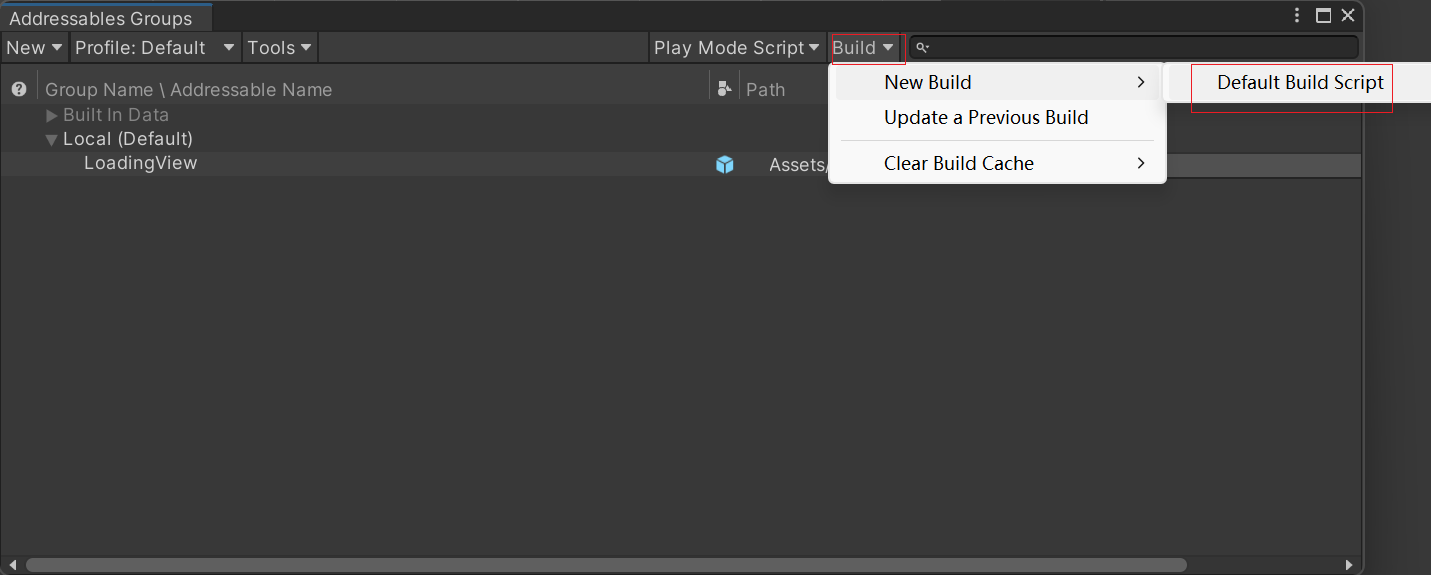 Addressables Groups
New Profile: Default Tools Play Mode Script Build
Group Name \ Addressable Name Path
New Build Default Build Script
Built In Data
Update a Previous Build
Local (Default)
LoadingView Assets/
Clear Build Cache